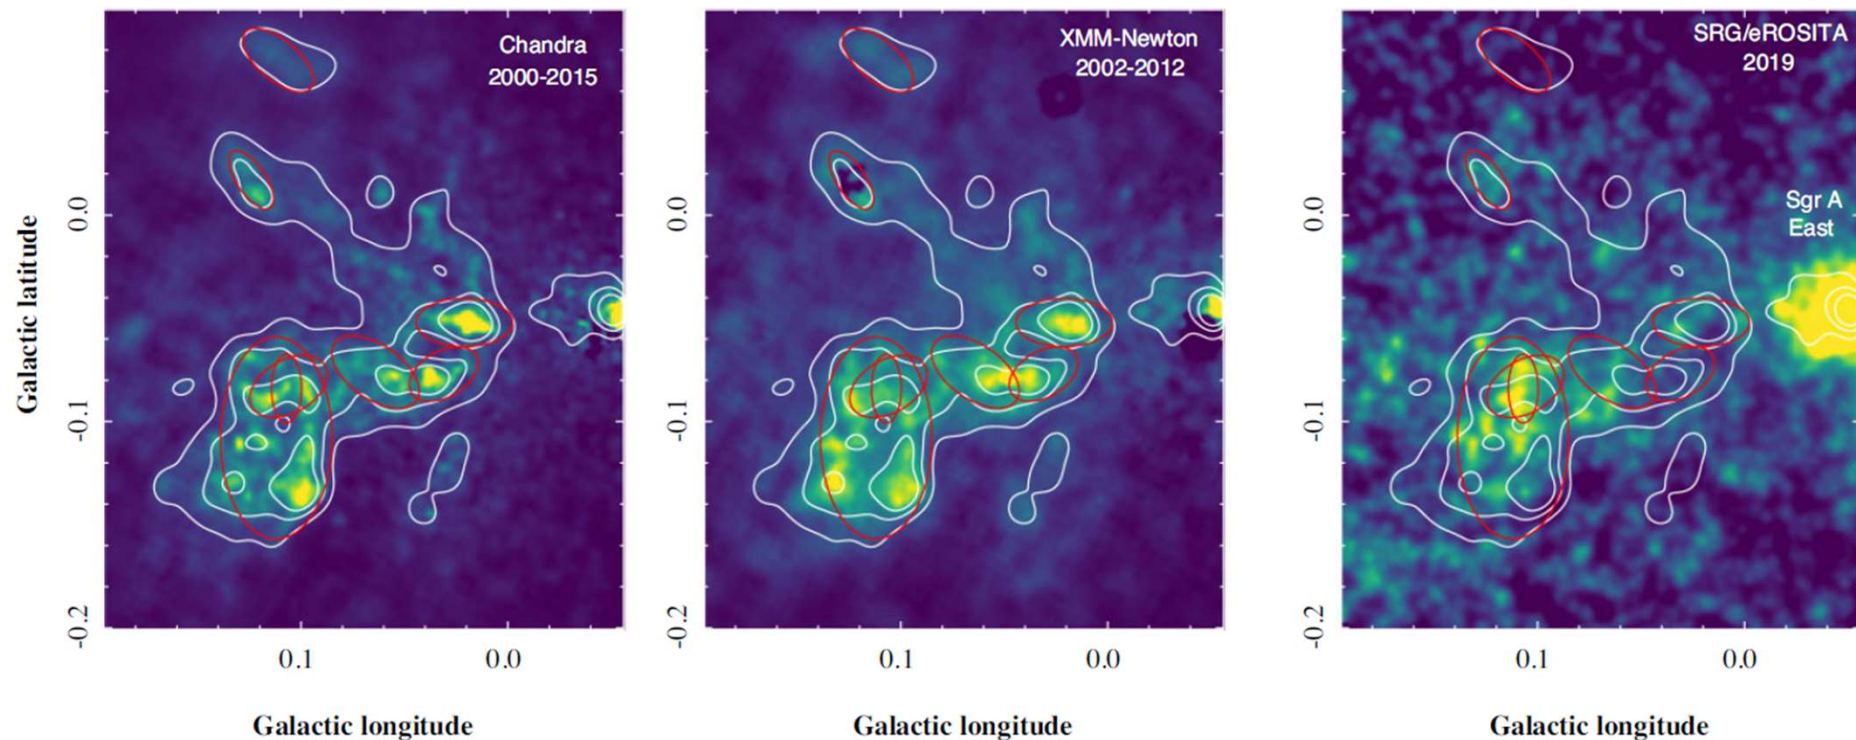 Chandra
2000-2015
XMM-Newton
2002-2012
SRG/eROSITA
2019
Sgr A
East
Galactic latitude
0.0
-0.1
-0.2
0.0
-0.1
-0.2
0.0
-0.1
-0.2
0.1 0.0
0.1 0.0
0.1 0.0
Galactic longitude
Galactic longitude
Galactic longitude